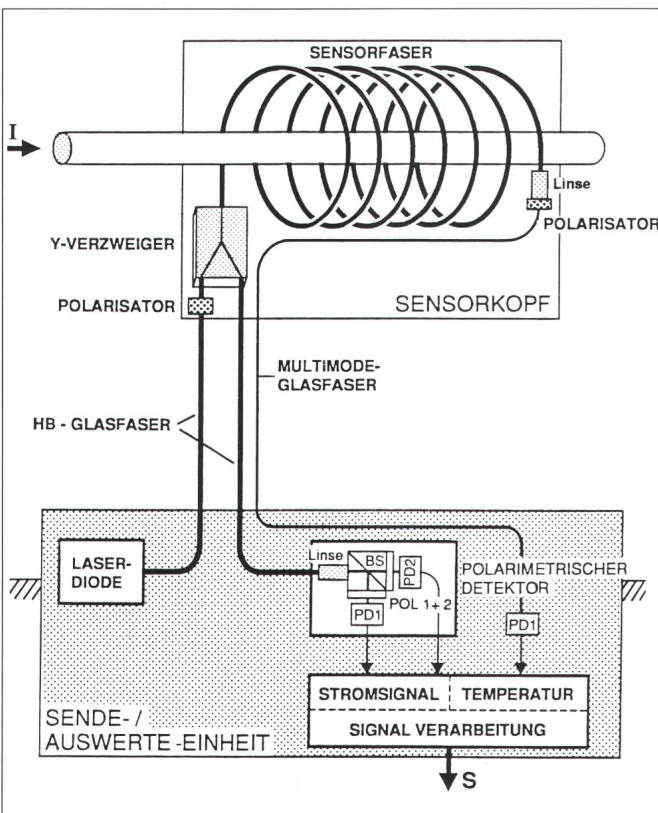 SENSORFASER
I
Linse
POLARISATOR
Y-VERZWEIGER
POLARISATOR
SENSORKOPF
MULTIMODE-
GLASFASER
HB - GLASFASER
LASER-
DIODE
Linse
BS
PD2
POL 1+ 2
PD1
POLARIMETRISCHER
DETEKTOR
PD1
STROMSIGNAL
TEMPERATUR
SIGNAL VERARBEITUNG
SENDE- /
AUSWERTE -EINHEIT
S